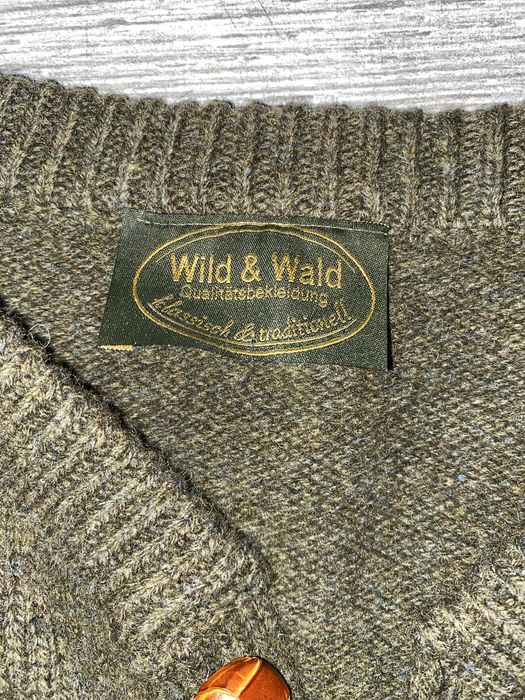 Wild & Wald
Qualitätsbekleidung
klassisch & traditionell